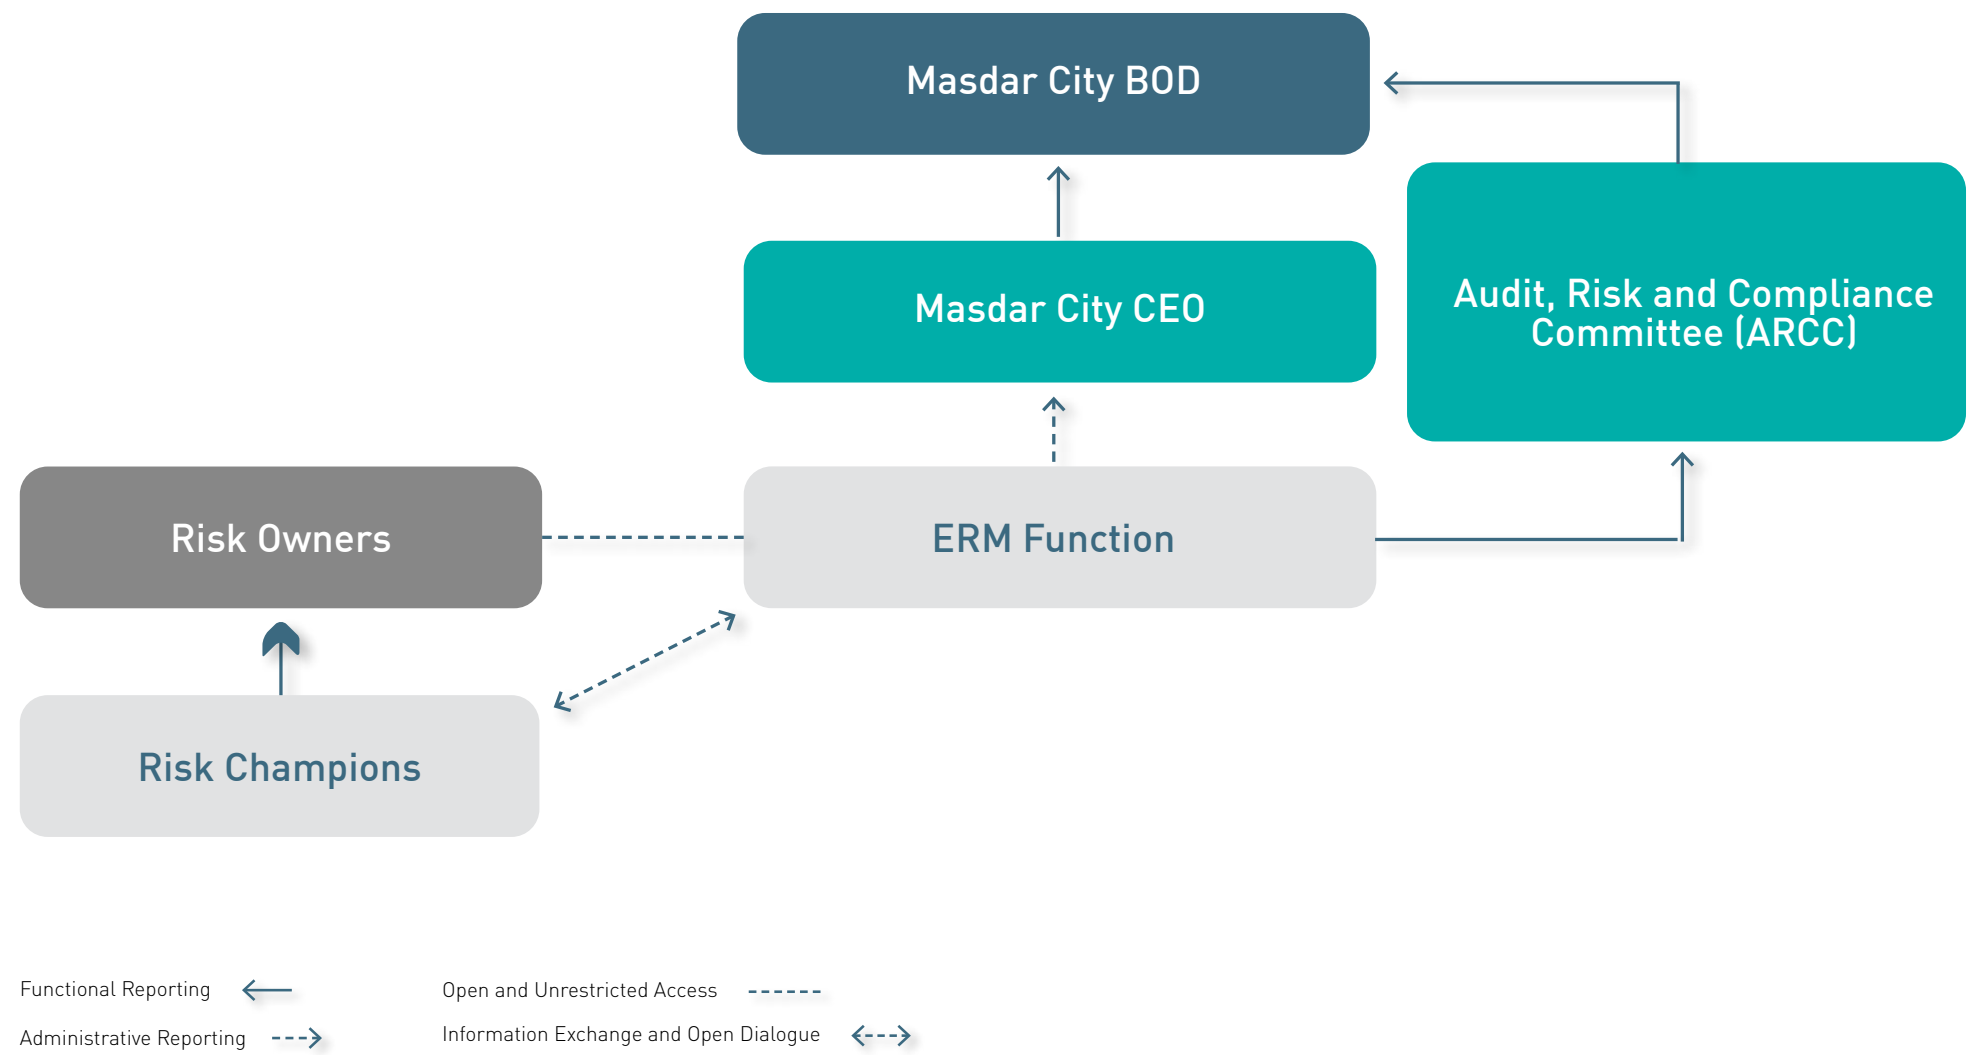 Masdar City BOD
Masdar City CEO
Audit, Risk and Compliance
Committee (ARCC)
Risk Owners
ERM Function
Risk Champions
Functional Reporting
Open and Unrestricted Access
Administrative Reporting
Information Exchange and Open Dialogue